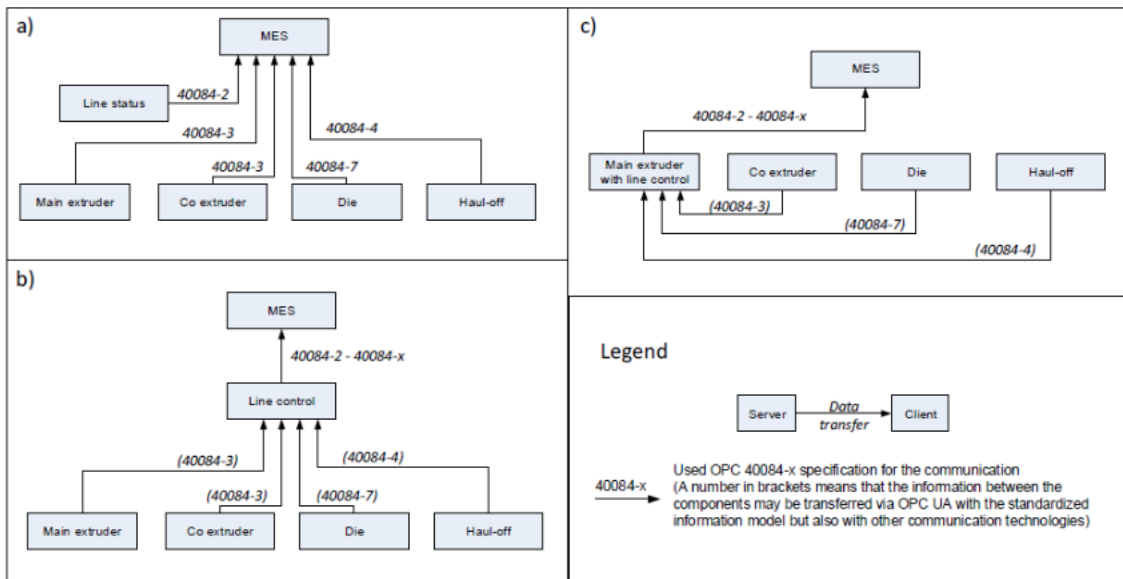 a)
MES
Line status
40084-2
40084-3
40084-4
40084-3
40084-7
Main extruder
Co extruder
Die
Haul-off
b)
MES
40084-2 - 40084-x
Line control
(40084-3)
(40084-4)
(40084-3)
(40084-7)
Main extruder
Co extruder
Die
Haul-off
c)
MES
40084-2 - 40084-x
Main extruder
with line control
Co extruder
Die
Haul-off
(40084-3)
(40084-7)
(40084-4)
Legend
Server
Data
transfer
Client
40084-x
Used OPC 40084-x specification for the communication
(A number in brackets means that the information between the
components may be transferred via OPC UA with the standardized
information model but also with other communication technologies)